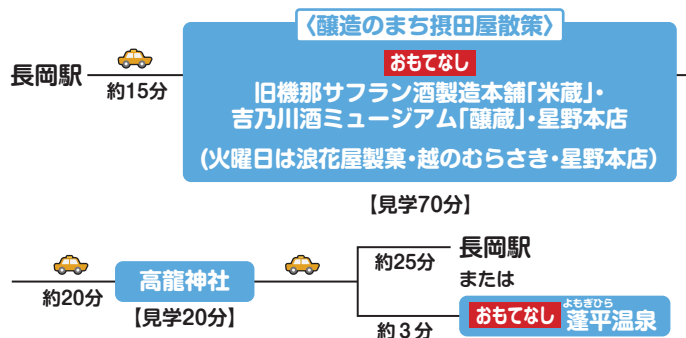 〈醸造のまち摂田屋散策〉
おもてなし
長岡駅
約15分
旧機那サフラン酒製造本舗「米蔵」・
吉乃川酒ミュージアム「醸蔵」・星野本店
(火曜日は浪花屋製菓・越のむらさき・星野本店)
【見学70分】
約20分
高龍神社
【見学20分】
約25分
長岡駅
または
約3分
おもてなし
よもぎひら
蓬平温泉